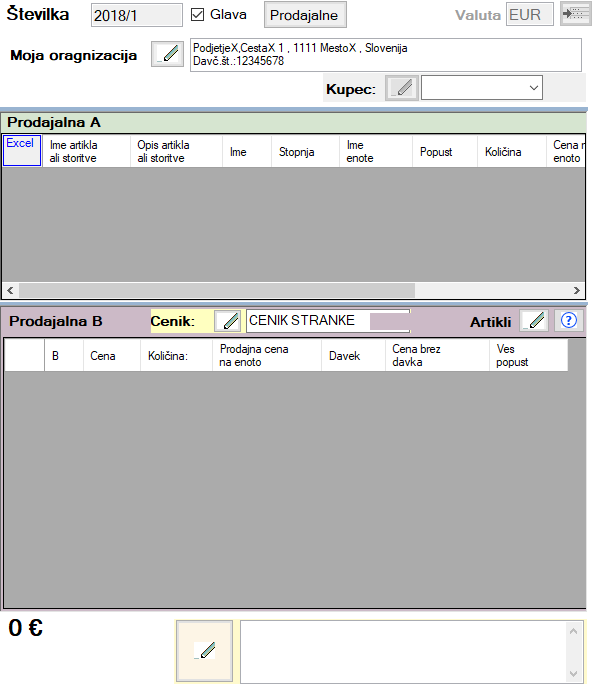 Številka 2018/1 Glava Prodajalne Valuta EUR
Moja oragnizacija
PodjetjeX,CestaX 1 , 1111 MestoX , Slovenija
Davč.št.:12345678
Kupec:
Prodajalna A
Excel
Ime artikla
ali storitve
Opis artikla
ali storitve
Ime
Stopnja
Ime
enote
Popust
Količina
Cena n
enoto
Prodajalna B Cenik: CENIK STRANKE Artikli ?
B
Cena
Količina:
Prodajna cena
na enoto
Davek
Cena brez
davka
Ves
popust
0 €